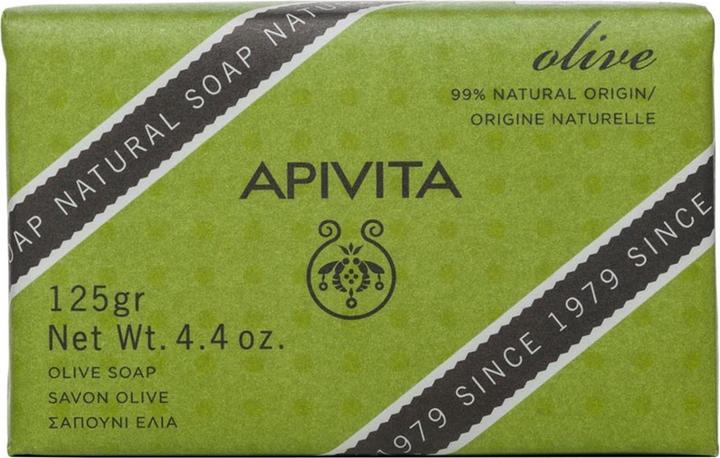 AP NATURAL SOAP NATURAL
olive
99% NATURAL ORIGIN/
ORIGINE NATURELLE
APIVITA
125gr
Net Wt. 4.4 oz.
OLIVE SOAP
SAVON OLIVE
ΣΑΠΟΥΝΙ ΕΛΙΑ
1979 SINCE 1979 SINCE